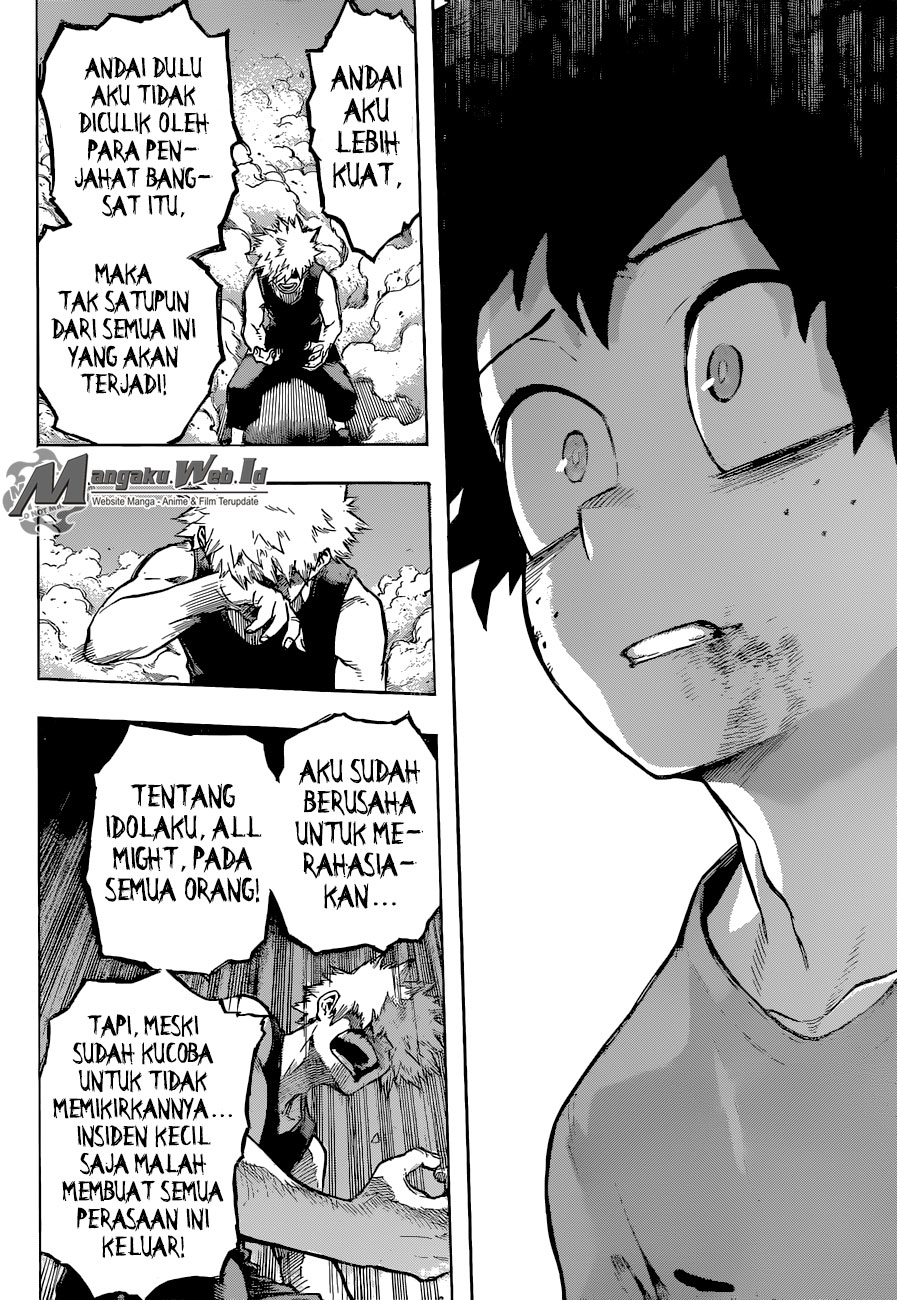 ANDAI
AKU
LEBIH
KUAT,
ANDAI DULU
AKU TIDAK
DICULIK OLEH
PARA PEN-
JAHAT BANG-
SAT ITU,
MAKA
TAK SATUPUN
DARI SEMUA INI
YANG AKAN
TERJADI!
Mangaku.Web.Id
Website Manga - Anime & Film Terupdate
AKU SUDAH
BERUSAHA
UNTUK ME-
RAHASIA-
KAN...
TENTANG
IDOLAKU, ALL
MIGHT, PADA
SEMUA ORANG!
TAPI, MESKI
SUDAH KUCOBA
UNTUK TIDAK
MEMIKIRKANNYA...
INSIDEN KECIL
SAJA MALAH
MEMBUAT SEMUA
PERASAAN INI
KELUAR!